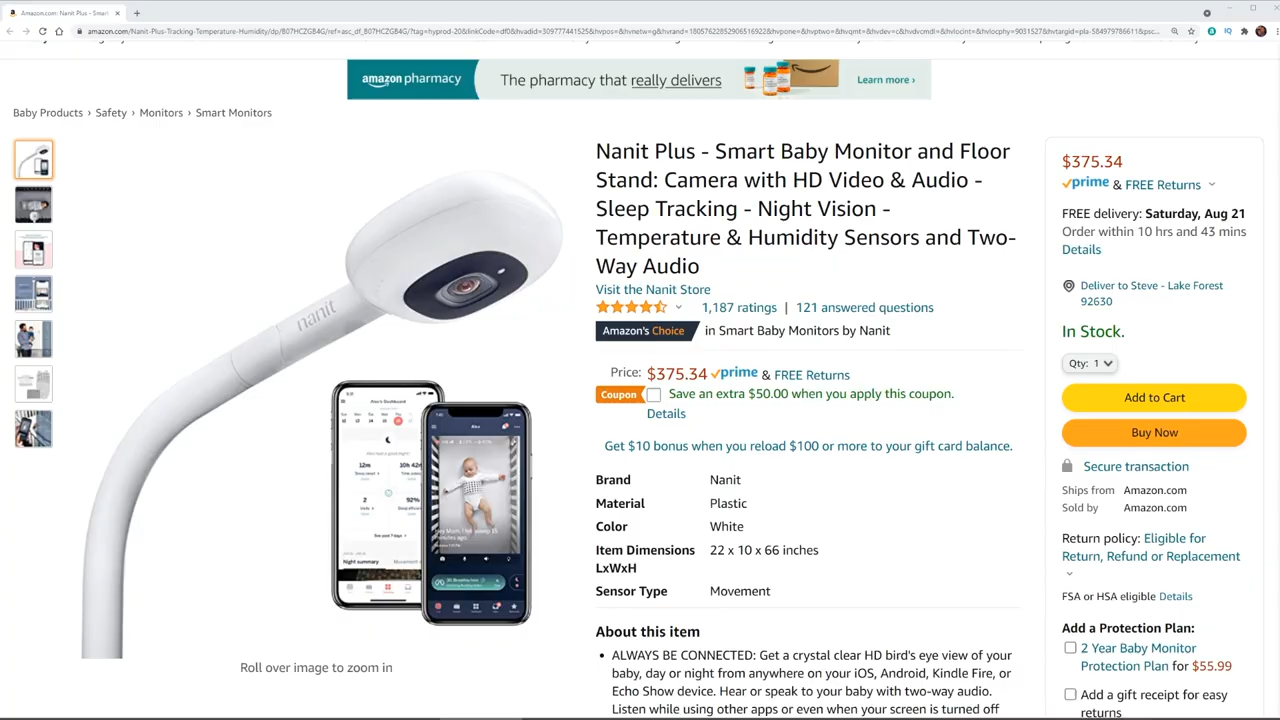 Amazon.com: Nanit Plus - Smart
amazon pharmacy
The pharmacy that really delivers
Learn more ›
Baby Products › Safety › Monitors › Smart Monitors
nanit
Roll over image to zoom in
Nanit Plus - Smart Baby Monitor and Floor
Stand: Camera with HD Video & Audio -
Sleep Tracking - Night Vision -
Temperature & Humidity Sensors and Two-
Way Audio
Visit the Nanit Store
1,187 ratings | 121 answered questions
Amazon's Choice in Smart Baby Monitors by Nanit
Price: $375.34 prime & FREE Returns
Coupon Save an extra $50.00 when you apply this coupon.
Details
Get $10 bonus when you reload $100 or more to your gift card balance.
Brand Nanit
Material Plastic
Color White
Item Dimensions 22 x 10 x 66 inches
LxWxH
Sensor Type Movement
About this item
• ALWAYS BE CONNECTED: Get a crystal clear HD bird's eye view of your
baby, day or night from anywhere on your iOS, Android, Kindle Fire, or
Echo Show device. Hear or speak to your baby with two-way audio.
Listen while using other apps or even when your screen is turned off
$375.34
prime & FREE Returns
FREE delivery: Saturday, Aug 21
Order within 10 hrs and 43 mins
Details
Deliver to Steve - Lake Forest
92630
In Stock.
Qty: 1
Add to Cart
Buy Now
Secure transaction
Ships from Amazon.com
Sold by Amazon.com
Return policy: Eligible for
Return, Refund or Replacement
FSA or HSA eligible Details
Add a Protection Plan:
2 Year Baby Monitor
Protection Plan for $55.99
Add a gift receipt for easy
returns